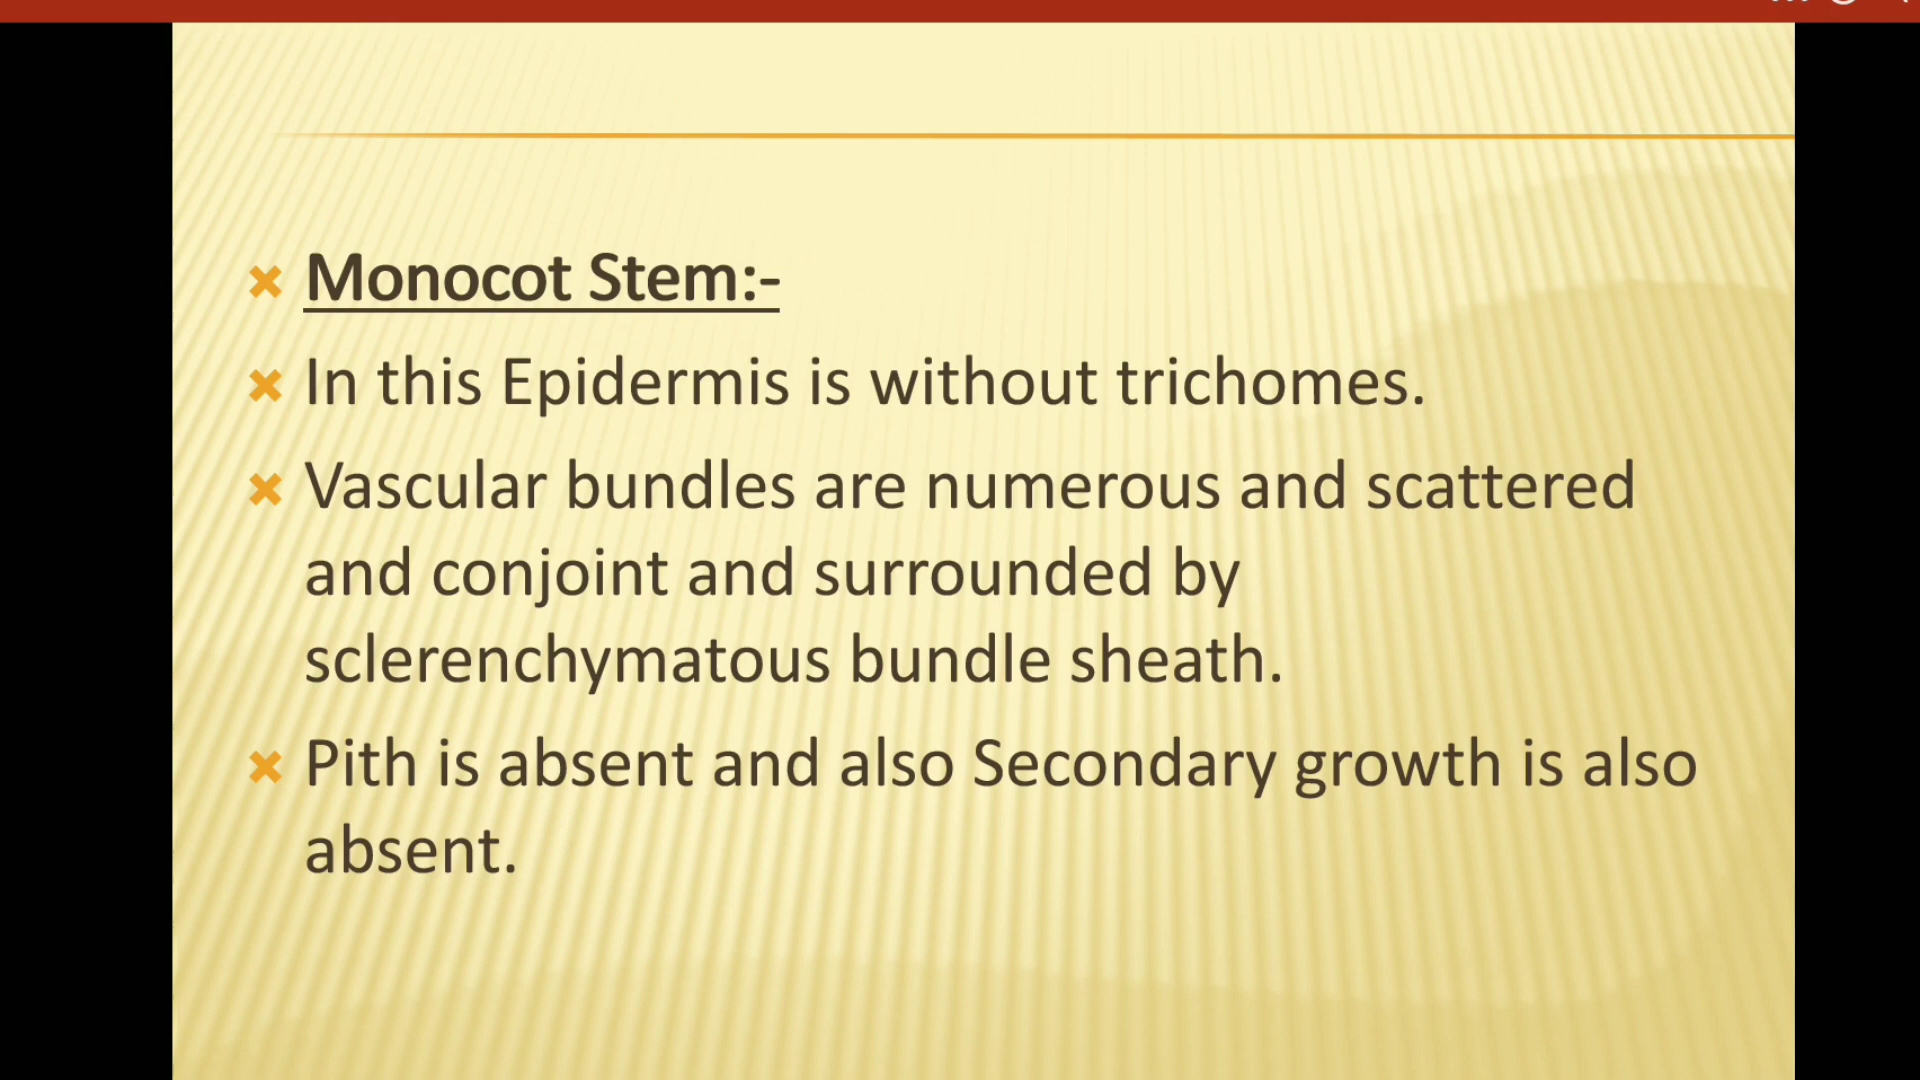 Monocot Stem:-
In this Epidermis is without trichomes.
Vascular bundles are numerous and scattered
and conjoint and surrounded by
sclerenchymatous bundle sheath.
Pith is absent and also Secondary growth is also
absent.